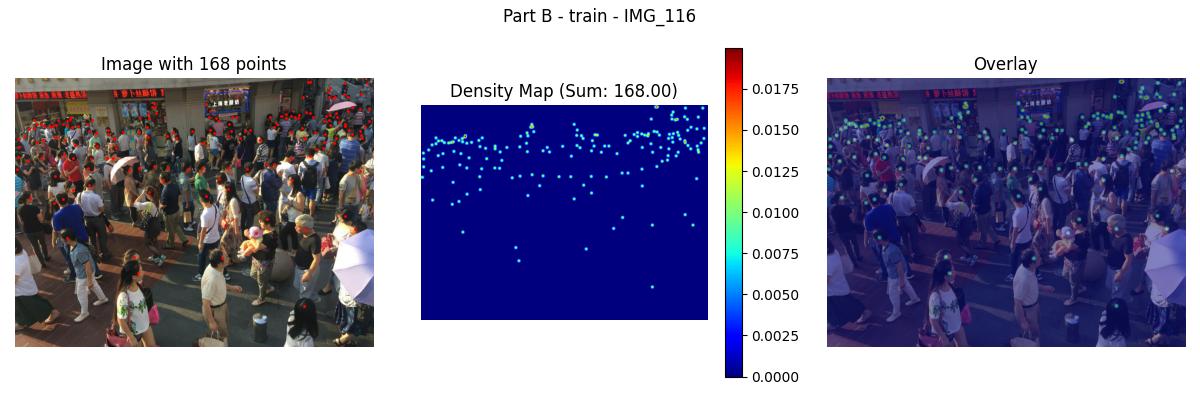 Part B - train - IMG_116
Image with 168 points
Density Map (Sum: 168.00)
Overlay
0.0175
0.0150
0.0125
0.0100
0.0075
0.0050
0.0025
0.0000